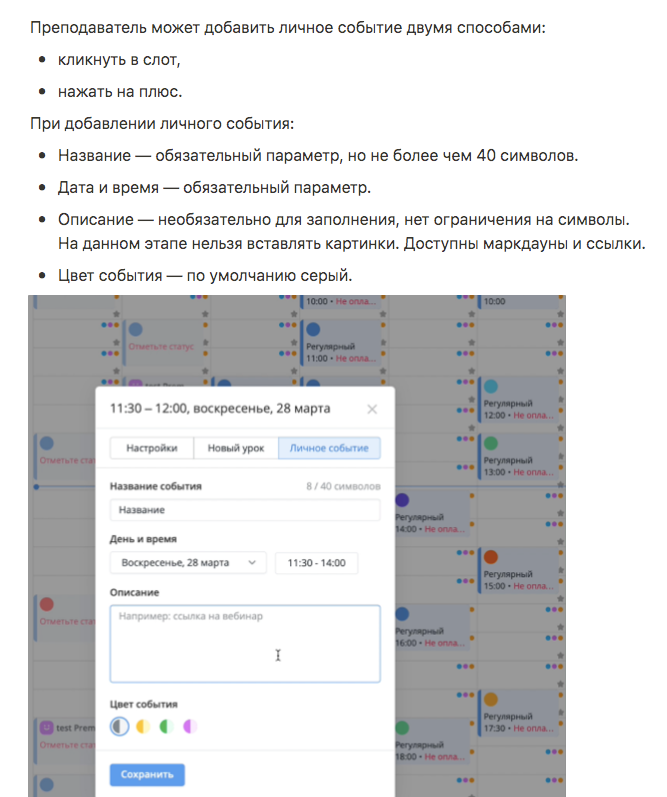 Преподаватель может добавить личное событие двумя способами:
кликнуть в слот,
нажать на плюс.
При добавлении личного события:
Название — обязательный параметр, но не более чем 40 символов.
Дата и время — обязательный параметр.
Описание — необязательно для заполнения, нет ограничения на символы.
На данном этапе нельзя вставлять картинки. Доступны маркдауны и ссылки.
Цвет события — по умолчанию серый.
10:00 • Не опла...
10:00
Отметьте статус
Регулярный
11:00 • Не опла...
test Prem
11:30 – 12:00, воскресенье, 28 марта
Регулярный
12:00 • Не опла...
Настройки
Новый урок
Личное событие
Отметьте ста
Регулярный
13:00 • Не опла...
Название события
8 / 40 символов
Название
Регулярный
14:00 • Не опла...
День и время
Воскресенье, 28 марта
11:30 - 14:00
Регулярный
15:00 • Не опла...
Описание
Например: ссылка на вебинар
Отметьте ста
Регулярный
16:00 • Не опла...
Цвет события
test Prem
Отметьте ста
Регулярный
17:30 • Не опла...
Регулярный
18:00 • Не опла...
Сохранить